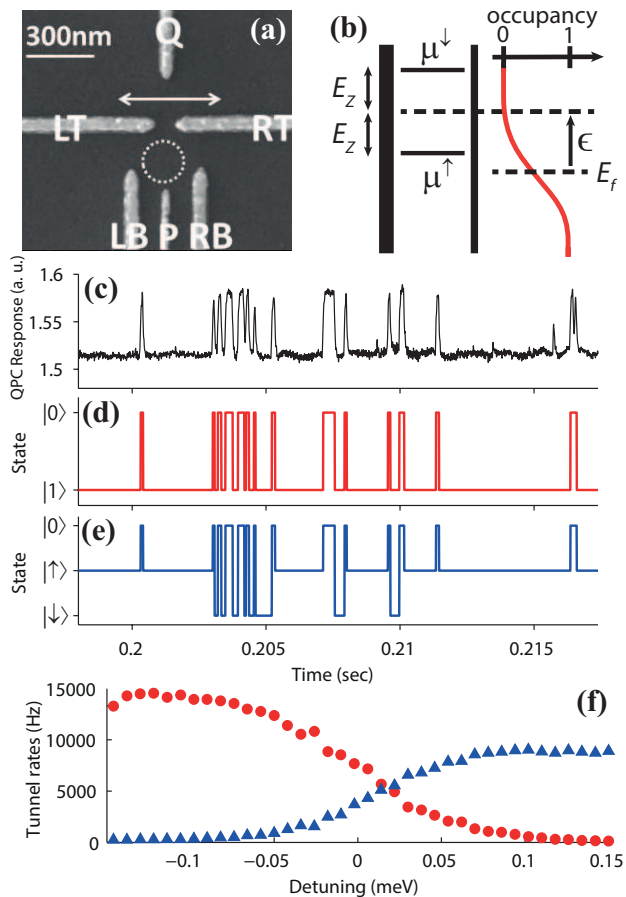 300nm
Q
(a)
LT
RT
LB
P
RB
(b)
occupancy
0
1
μ↓
E_Z
E_Z
ϵ
μ↑
E_f
(c)
QPC Response (a. u.)
1.6
1.55
1.5
(d)
State
|0⟩
|1⟩
(e)
State
|0⟩
|↑⟩
|↓⟩
0.2
0.205
0.21
0.215
Time (sec)
(f)
Tunnel rates (Hz)
15000
10000
5000
0
−0.1
−0.05
0
0.05
0.1
0.15
Detuning (meV)